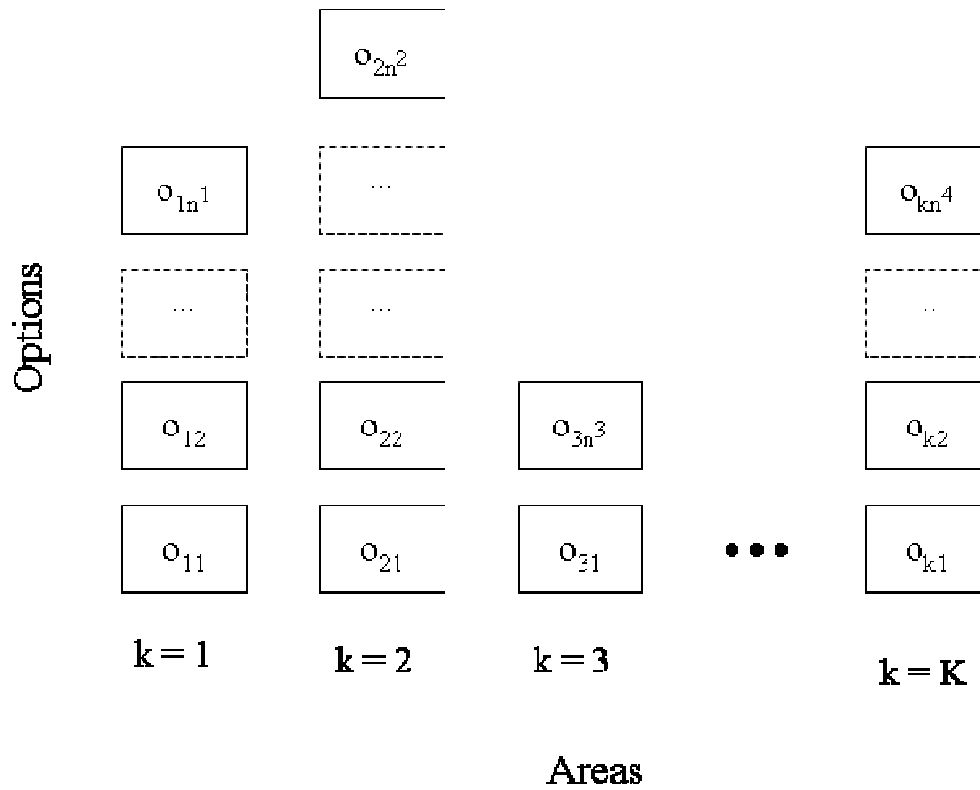 o2n2
o1n1
...
okn4
Options
...
...
..
o12
o22
o3n3
ok2
o11
o21
o31
•••
ok1
k = 1
k = 2
k = 3
k = K
Areas